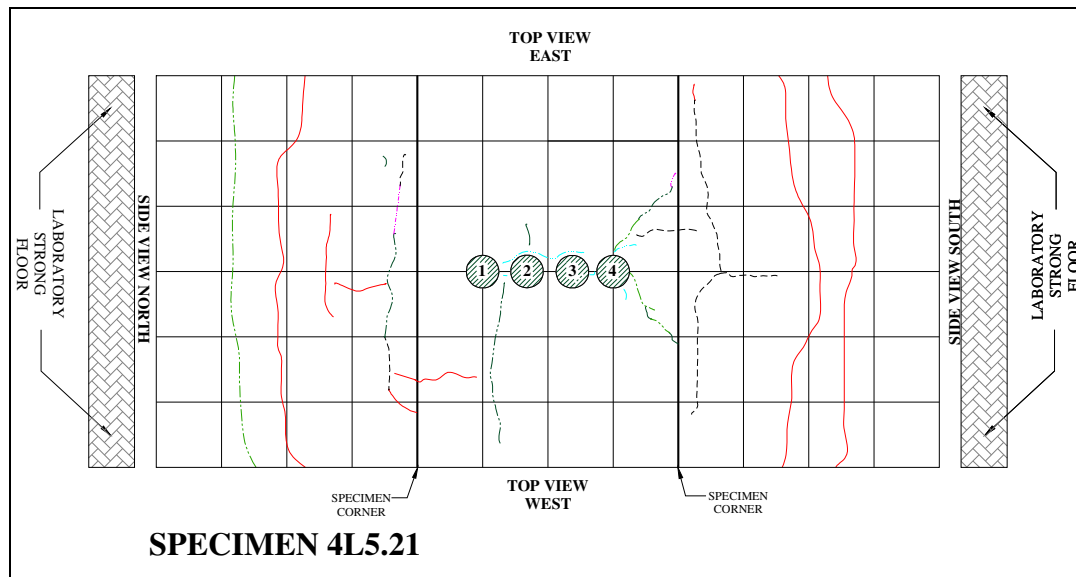 TOP VIEW
EAST
LABORATORY
STRONG
FLOOR
SIDE VIEW NORTH
1
2
3
4
SIDE VIEW SOUTH
LABORATORY
STRONG
FLOOR
SPECIMEN
CORNER
TOP VIEW
WEST
SPECIMEN
CORNER
SPECIMEN 4L5.21